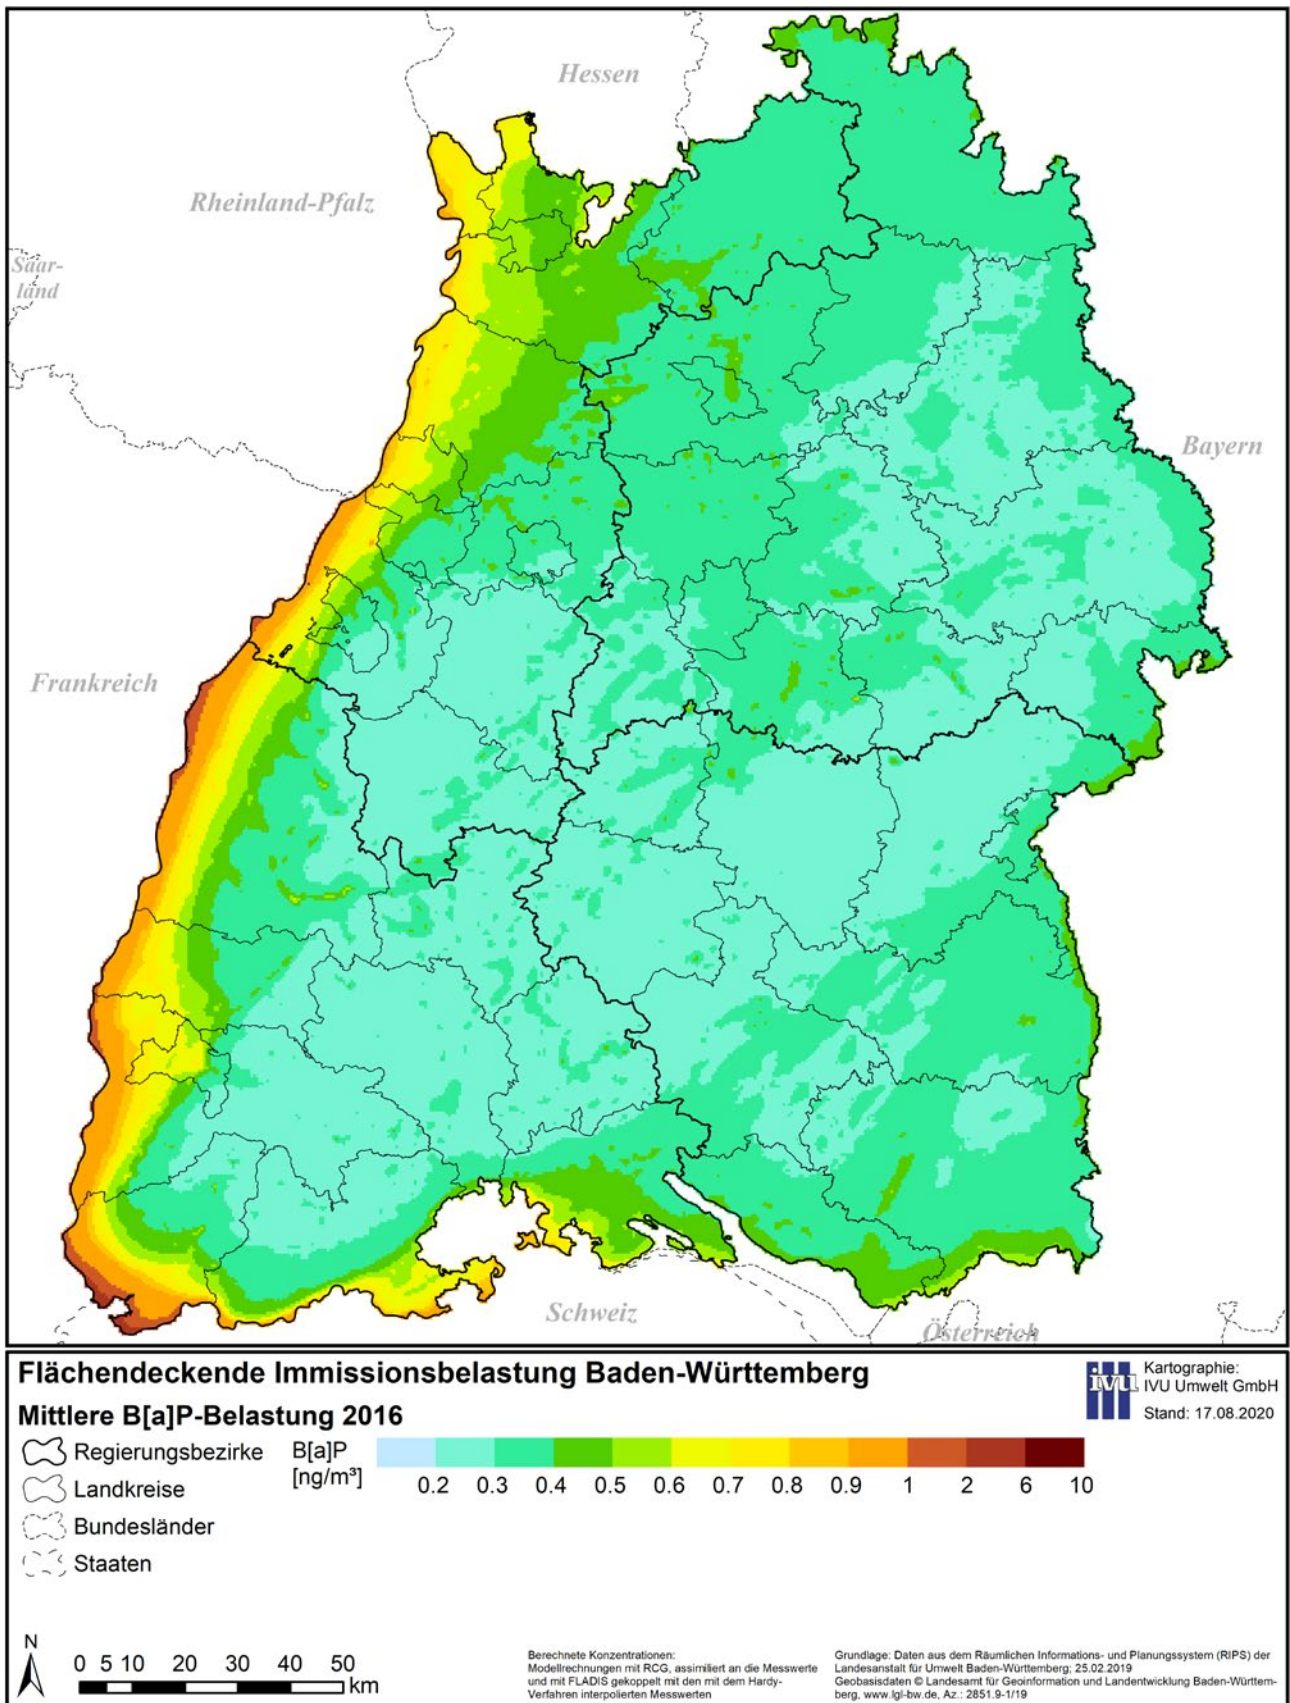 Hessen
Rheinland-Pfalz
Saar-
land
Bayern
Frankreich
Schweiz
Österreich
Flächendeckende Immissionsbelastung Baden-Württemberg
Mittlere B[a]P-Belastung 2016
ivu
Kartographie:
IVU Umwelt GmbH
Stand: 17.08.2020
Regierungsbezirke
Landkreise
Bundesländer
Staaten
B[a]P
[ng/m³]
0.2 0.3 0.4 0.5 0.6 0.7 0.8 0.9 1 2 6 10
N
0 5 10 20 30 40 50
km
Berechnete Konzentrationen:
Modellrechnungen mit RCG, assimiliert an die Messwerte
und mit FLADIS gekoppelt mit den mit dem Hardy-
Verfahren interpolierten Messwerten
Grundlage: Daten aus dem Räumlichen Informations- und Planungssystem (RIPS) der
Landesanstalt für Umwelt Baden-Württemberg; 25.02.2019
Geobasisdaten © Landesamt für Geoinformation und Landentwicklung Baden-Württem-
berg, www.lgl-bw.de, Az.: 2851.9-1/19